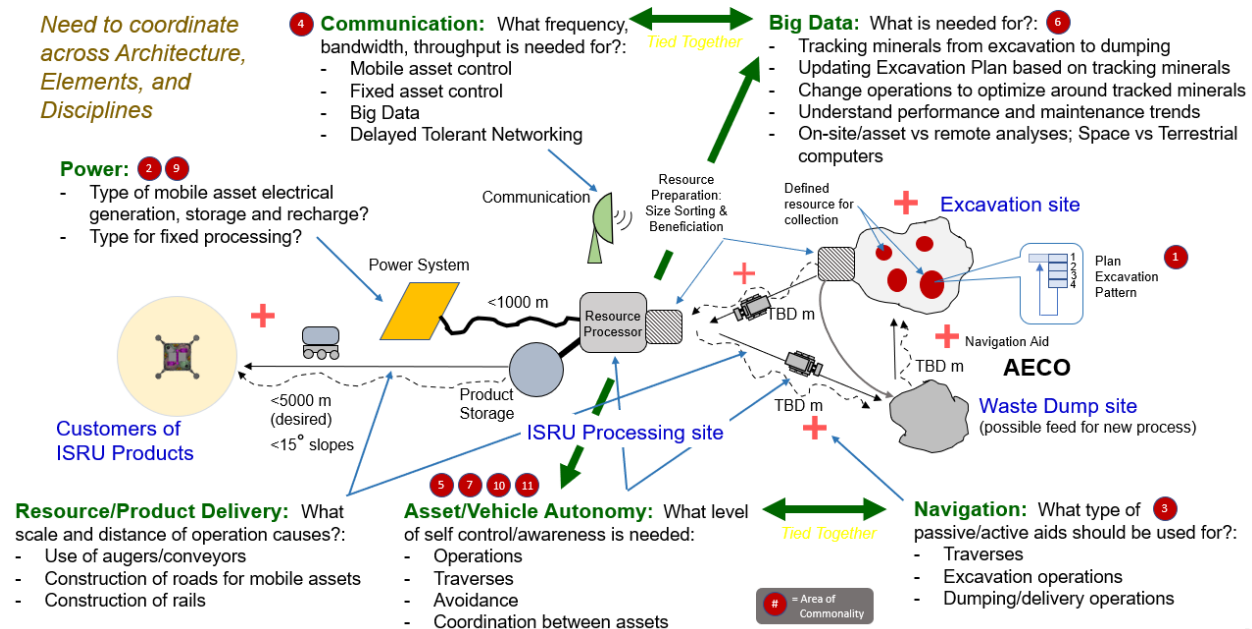 Need to coordinate
across Architecture,
Elements, and
Disciplines
4
Communication: What frequency,
bandwidth, throughput is needed for?:
- Mobile asset control
- Fixed asset control
- Big Data
- Delayed Tolerant Networking
Tied Together
Big Data: What is needed for?: 6
- Tracking minerals from excavation to dumping
- Updating Excavation Plan based on tracking minerals
- Change operations to optimize around tracked minerals
- Understand performance and maintenance trends
- On-site/asset vs remote analyses; Space vs Terrestrial
computers
Power: 2 9
- Type of mobile asset electrical
generation, storage and recharge?
- Type for fixed processing?
Communication
Resource
Preparation:
Size Sorting &
Beneficiation
Defined
resource for
collection
Excavation site
1
2
3
4
Plan
Excavation
Pattern
1
Power System
<1000 m
Resource
Processor
TBD m
Navigation Aid
AECO
TBD m
Product
Storage
<5000 m
(desired)
<15° slopes
TBD m
Customers of
ISRU Products
ISRU Processing site
Waste Dump site
(possible feed for new process)
Resource/Product Delivery: What
scale and distance of operation causes?:
- Use of augers/conveyors
- Construction of roads for mobile assets
- Construction of rails
5 7 10 11
Asset/Vehicle Autonomy: What level
of self control/awareness is needed:
- Operations
- Traverses
- Avoidance
- Coordination between assets
Tied Together
Navigation: What type of 3
passive/active aids should be used for?:
- Traverses
- Excavation operations
- Dumping/delivery operations
# = Area of
Commonality